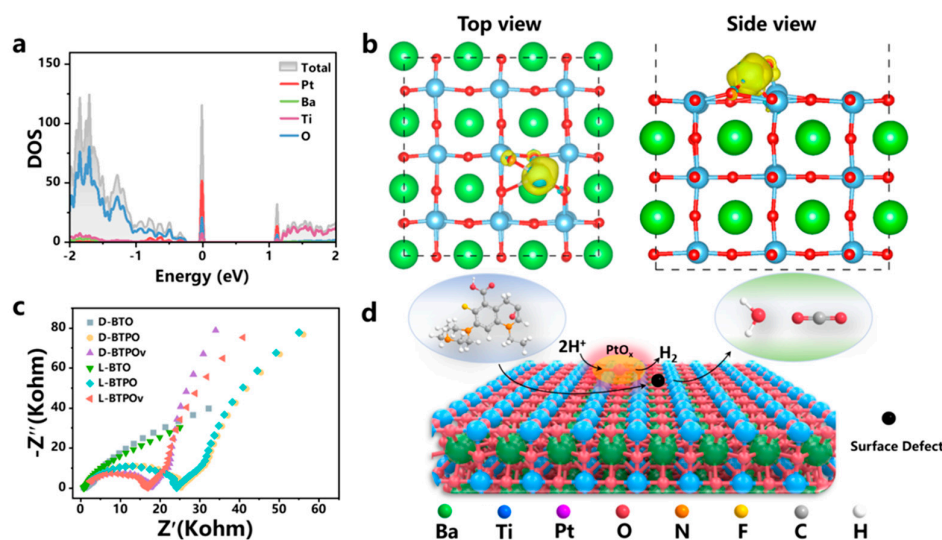 a
DOS
150
100
50
0
-2
-1
0
1
2
Energy (eV)
Total
Pt
Ba
Ti
O
b
Top view
Side view
c
-Z''(Kohm)
80
60
40
20
0
0
10
20
30
40
50
60
Z'(Kohm)
D-BTO
D-BTPO
D-BTPOv
L-BTO
L-BTPO
L-BTPOv
d
2H⁺
PtOₓ
H₂
Surface Defect
Ba
Ti
Pt
O
N
F
C
H